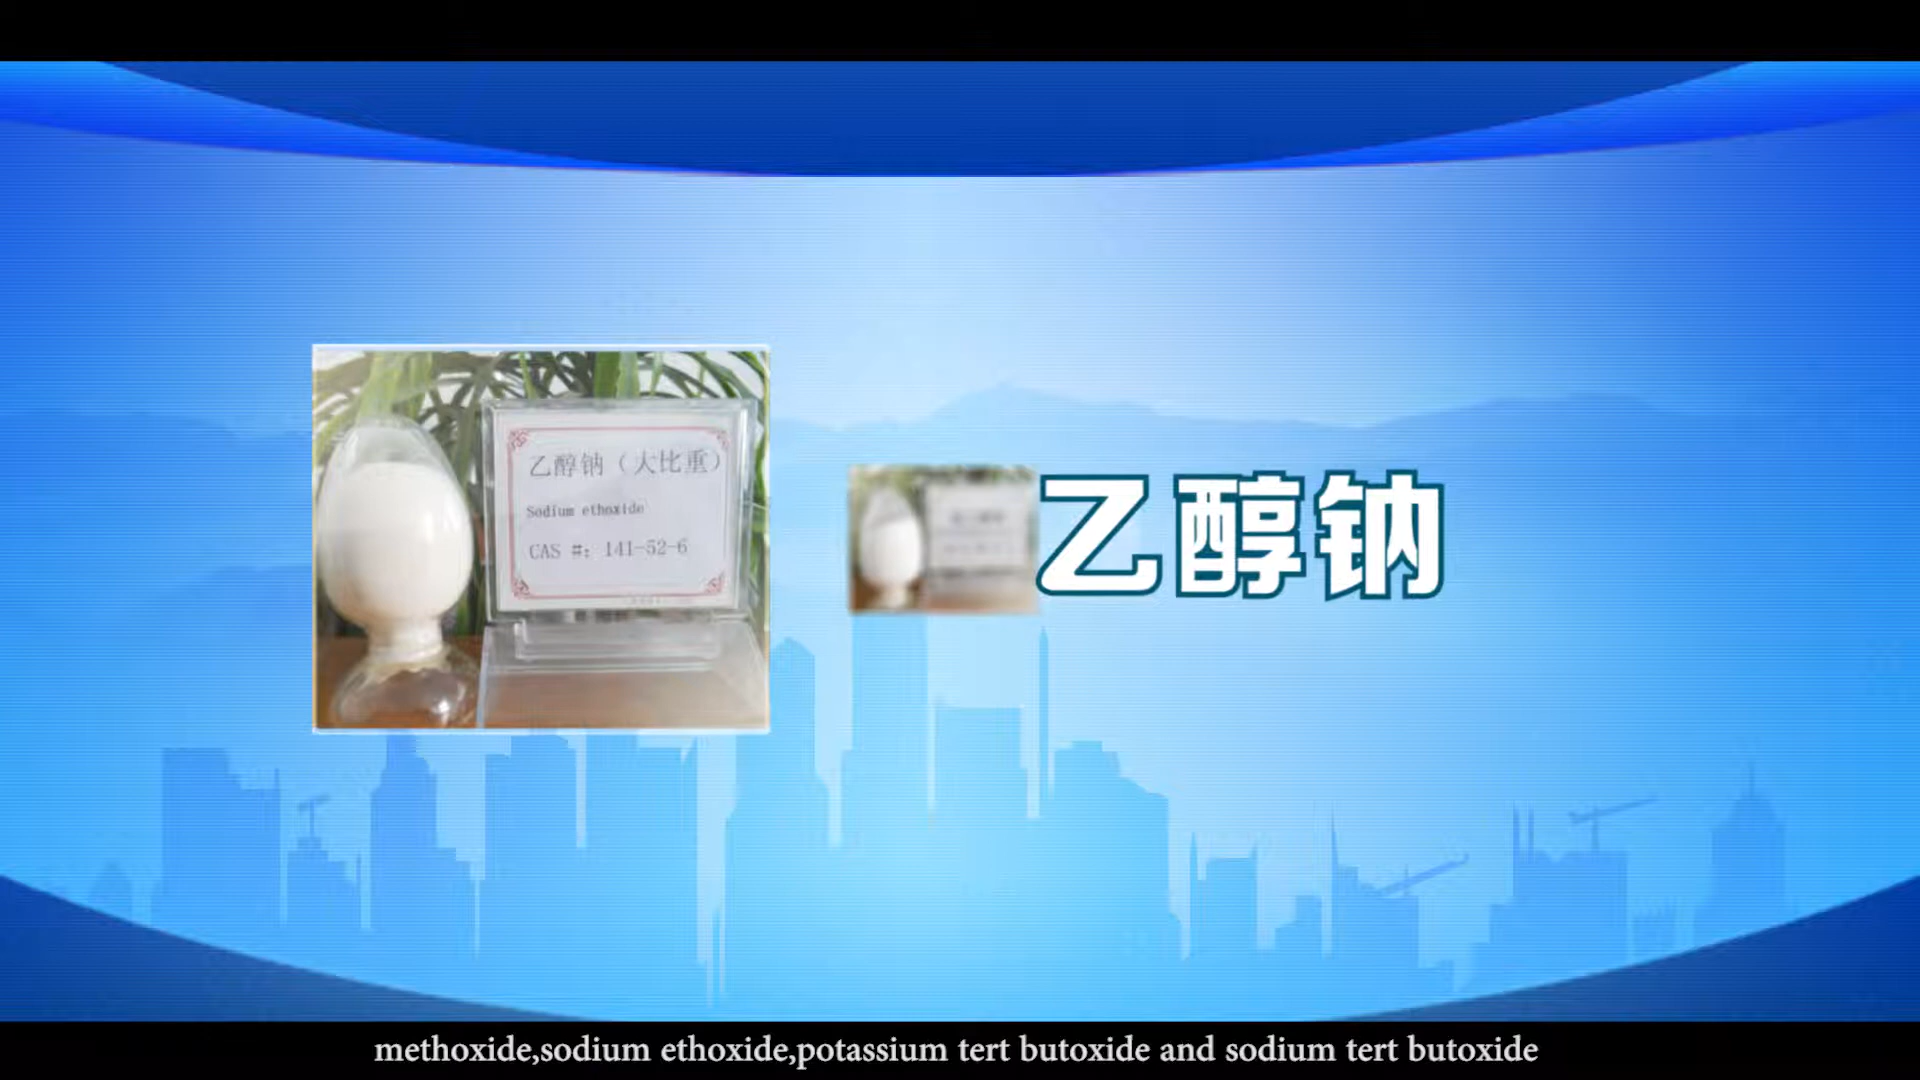 乙醇钠（大比重）
Sodium ethoxide
CAS #: 141-52-6
乙醇钠
methoxide,sodium ethoxide,potassium tert butoxide and sodium tert butoxide